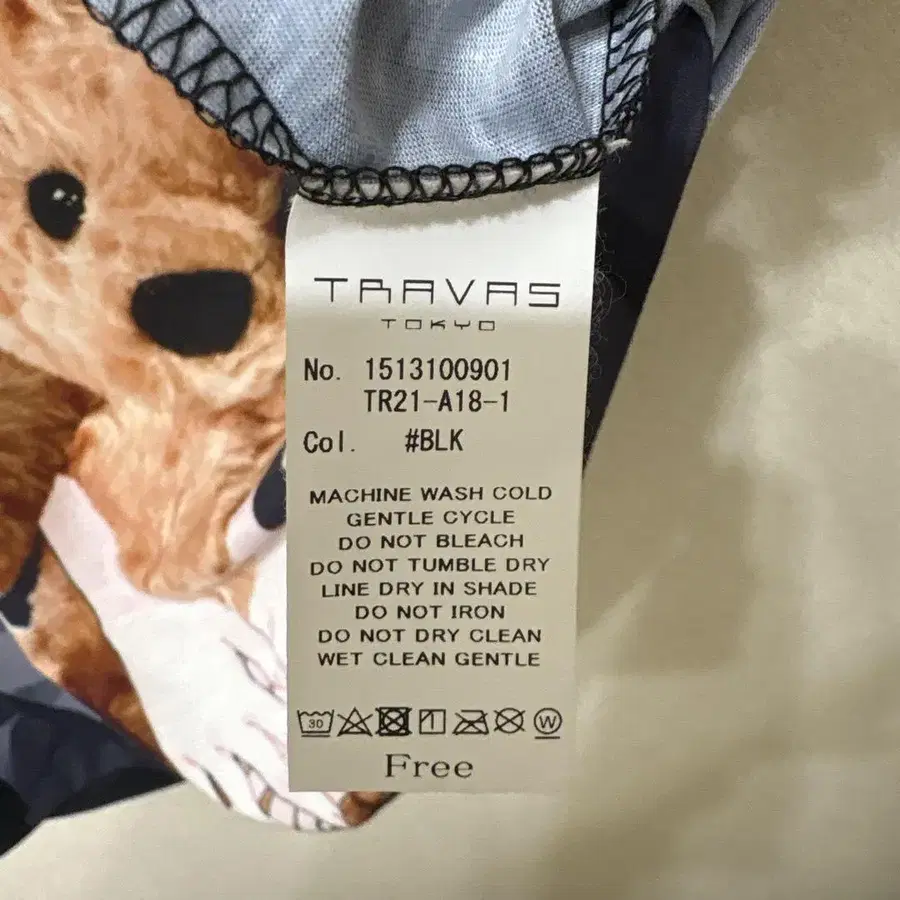 TRAVAS
TOKYO
No. 1513100901
TR21-A18-1
Col. #BLK
MACHINE WASH COLD
GENTLE CYCLE
DO NOT BLEACH
DO NOT TUMBLE DRY
LINE DRY IN SHADE
DO NOT IRON
DO NOT DRY CLEAN
WET CLEAN GENTLE
30 W
Free